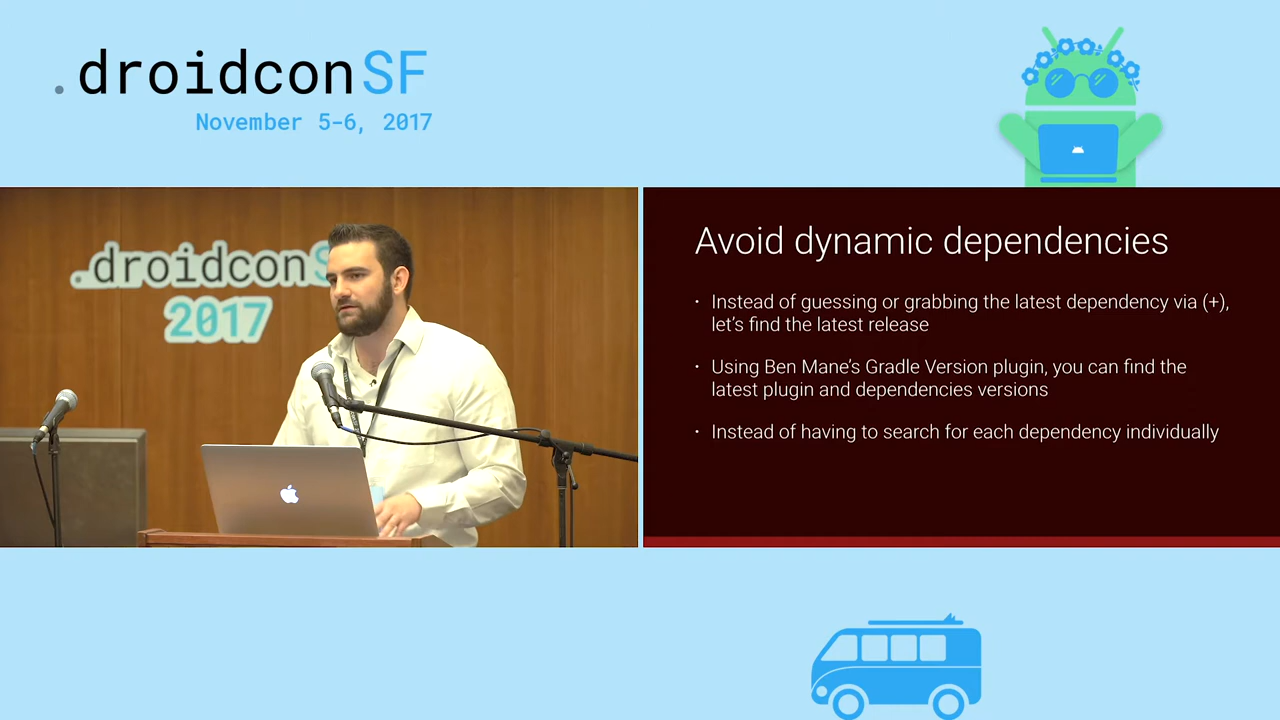 .droidconSF
November 5-6, 2017
.droidconS
2017
Avoid dynamic dependencies
• Instead of guessing or grabbing the latest dependency via (+),
let's find the latest release
• Using Ben Mane's Gradle Version plugin, you can find the
latest plugin and dependencies versions
• Instead of having to search for each dependency individually